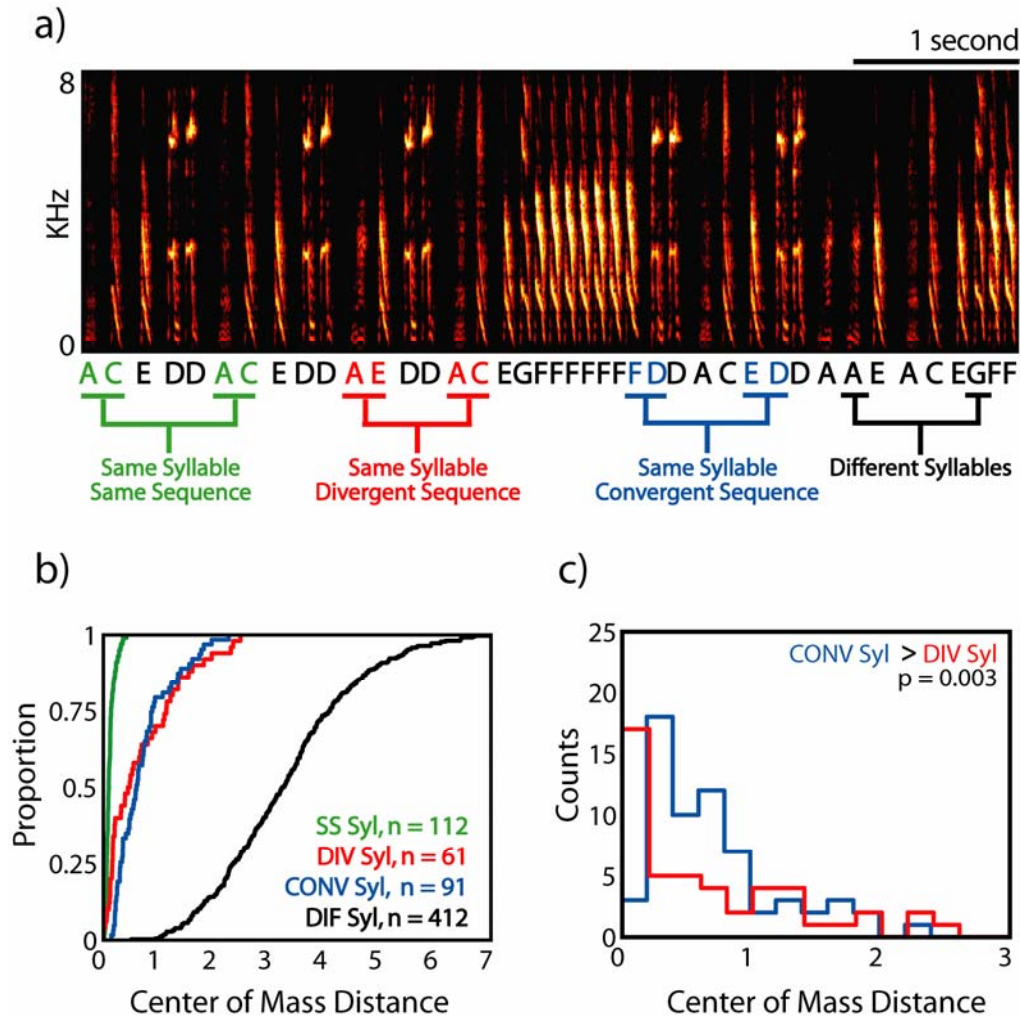 a)
1 second
8
KHz
0
A C E DD A C E DD A E DD A C EGFFFFFF F D D A C E D D A A E A C E G F F
Same Syllable
Same Sequence
Same Syllable
Divergent Sequence
Same Syllable
Convergent Sequence
Different Syllables
b)
1
0.75
0.5
0.25
0
Proportion
SS Syl, n = 112
DIV Syl, n = 61
CONV Syl, n = 91
DIF Syl, n = 412
0 1 2 3 4 5 6 7
Center of Mass Distance
c)
25
20
15
10
5
0
Counts
CONV Syl > DIV Syl
p = 0.003
0 1 2 3
Center of Mass Distance